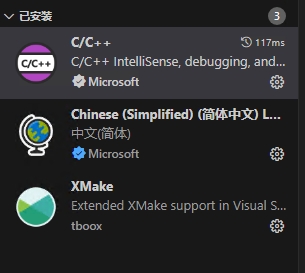 已安装
3
C/C++
117ms
C/C++
C/C++ IntelliSense, debugging, and...
Microsoft
Chinese (Simplified) (简体中文) L...
中文(简体)
Microsoft
XMake
Extended XMake support in Visual S...
tboox